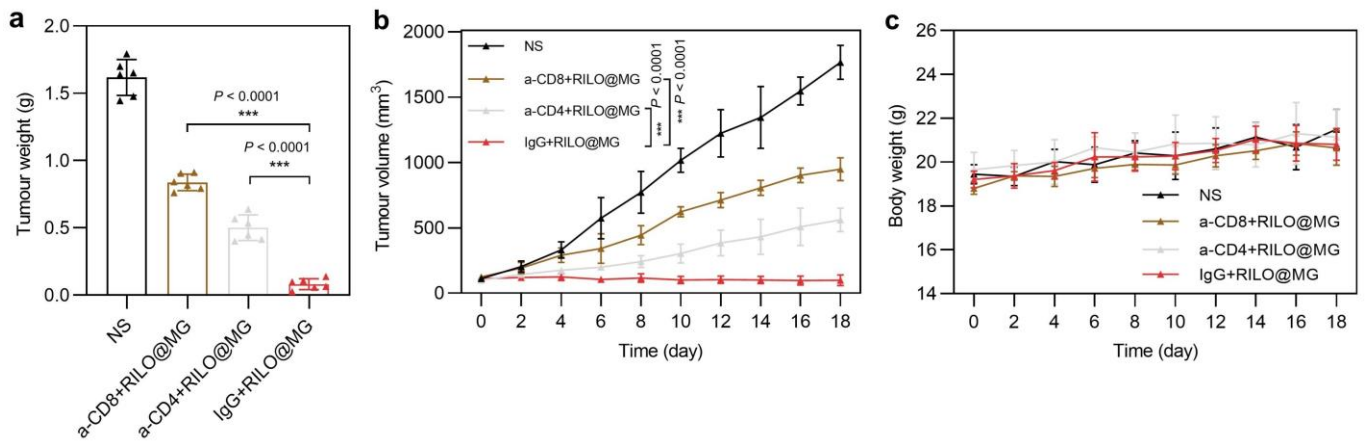 a
Tumour weight (g)
2.0
1.5
1.0
0.5
0.0
P < 0.0001
***
P < 0.0001
***
NS
a-CD8+RILO@MG
a-CD4+RILO@MG
IgG+RILO@MG
b
Tumour volume (mm³)
2000
1500
1000
500
0
NS
a-CD8+RILO@MG
a-CD4+RILO@MG
IgG+RILO@MG
*** P < 0.0001
*** P < 0.0001
0 2 4 6 8 10 12 14 16 18
Time (day)
c
Body weight (g)
26
24
22
20
18
16
14
NS
a-CD8+RILO@MG
a-CD4+RILO@MG
IgG+RILO@MG
0 2 4 6 8 10 12 14 16 18
Time (day)